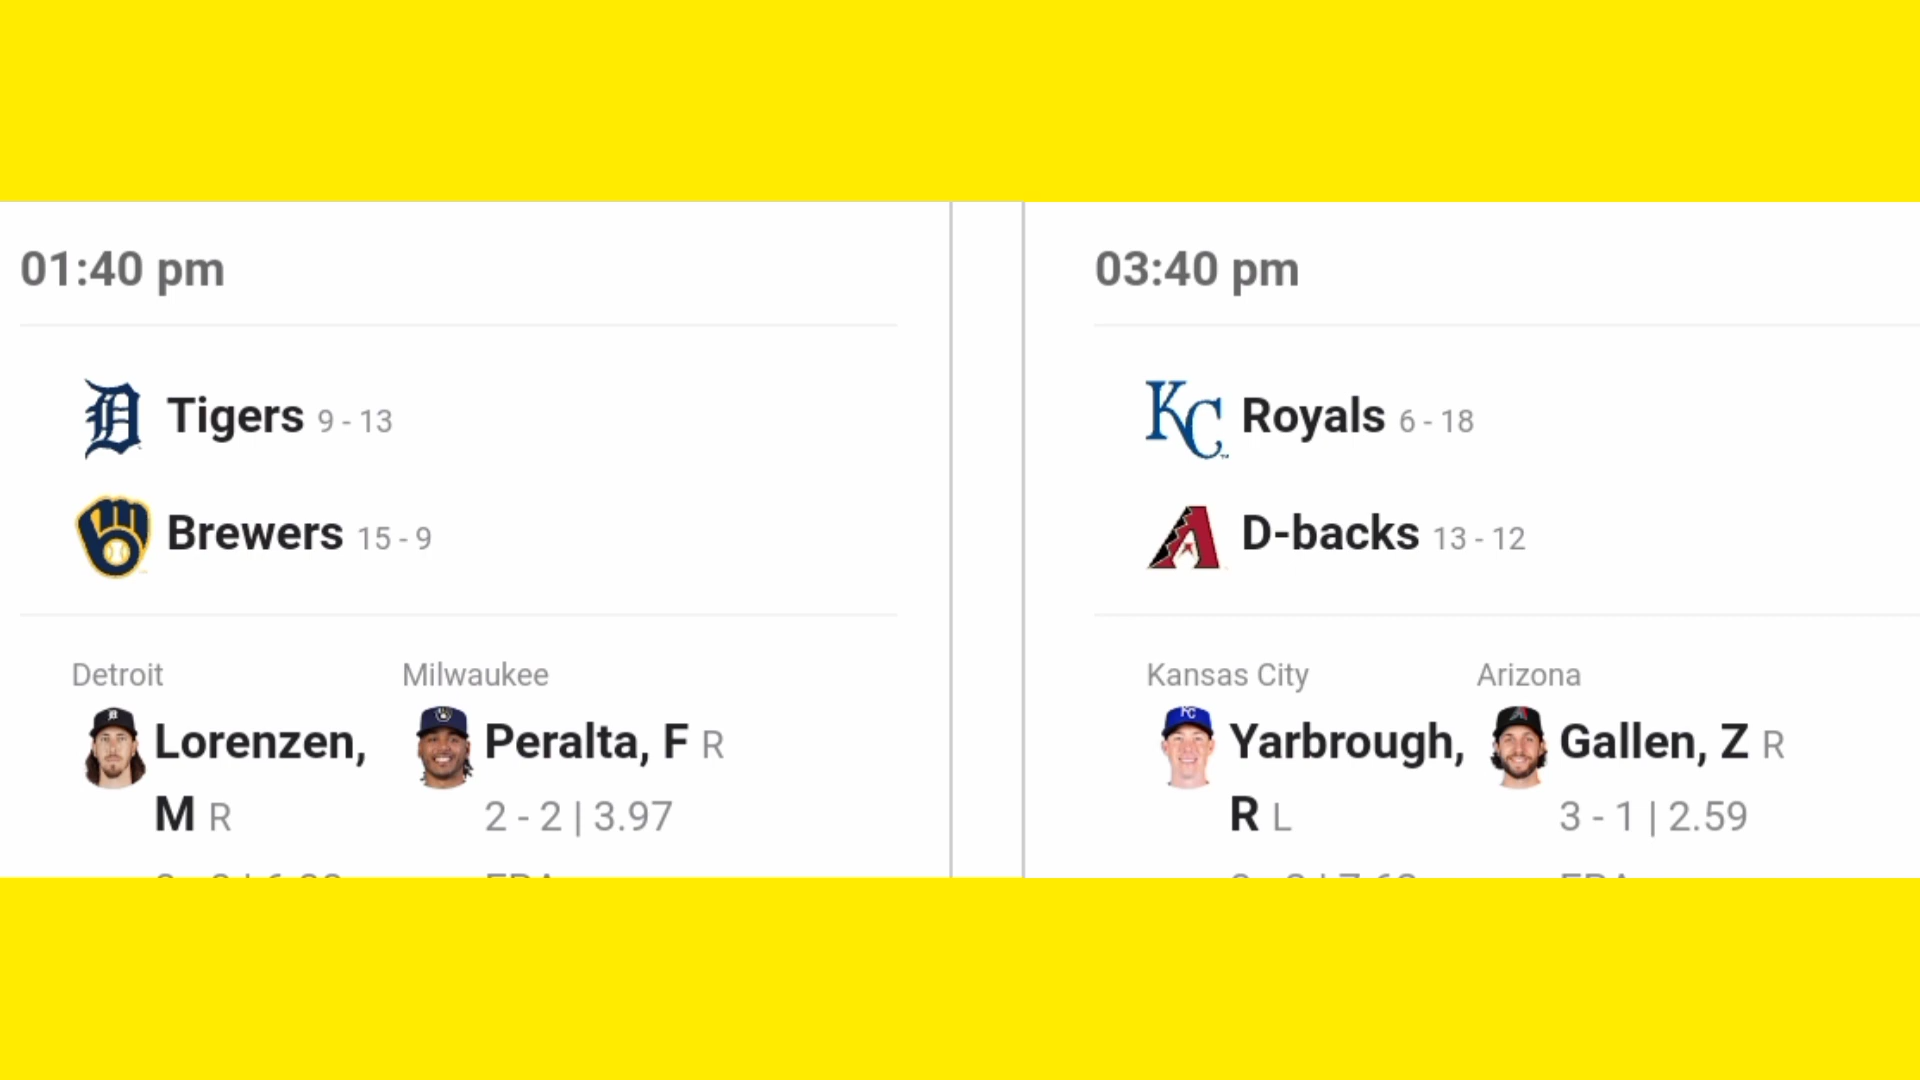 01:40 pm
Tigers 9 - 13
Brewers 15 - 9
Detroit
Milwaukee
Lorenzen,
M R
Peralta, F R
2 - 2 | 3.97
03:40 pm
Royals 6 - 18
D-backs 13 - 12
Kansas City
Arizona
Yarbrough,
R L
Gallen, Z R
3 - 1 | 2.59